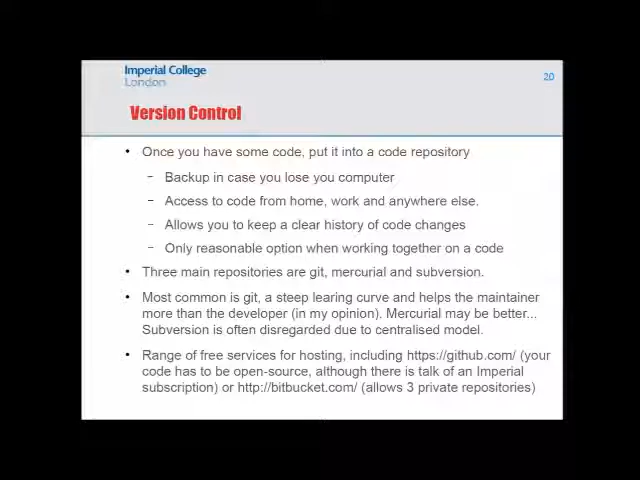 Imperial College
London
20
Version Control
• Once you have some code, put it into a code repository
– Backup in case you lose you computer
– Access to code from home, work and anywhere else.
– Allows you to keep a clear history of code changes
– Only reasonable option when working together on a code
• Three main repositories are git, mercurial and subversion.
• Most common is git, a steep learing curve and helps the maintainer
more than the developer (in my opinion). Mercurial may be better...
Subversion is often disregarded due to centralised model.
• Range of free services for hosting, including https://github.com/ (your
code has to be open-source, although there is talk of an Imperial
subscription) or http://bitbucket.com/ (allows 3 private repositories)